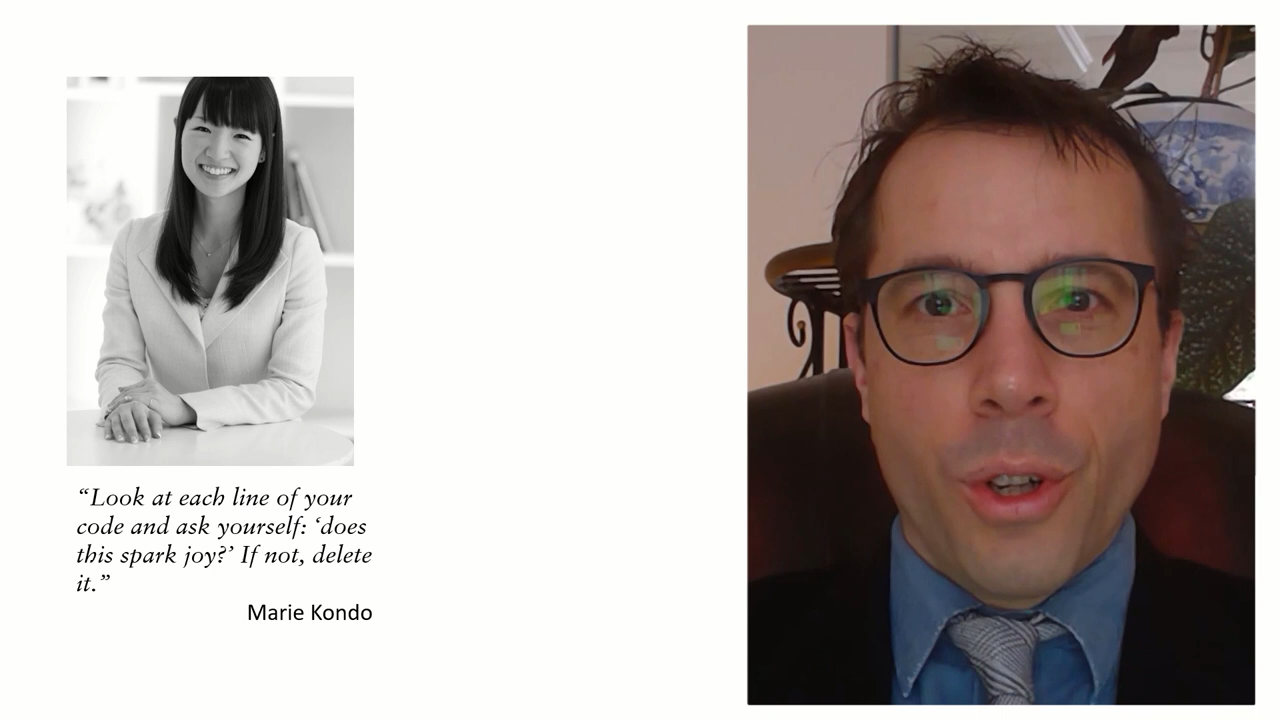 “Look at each line of your
code and ask yourself: ‘does
this spark joy?’ If not, delete
it.”
Marie Kondo